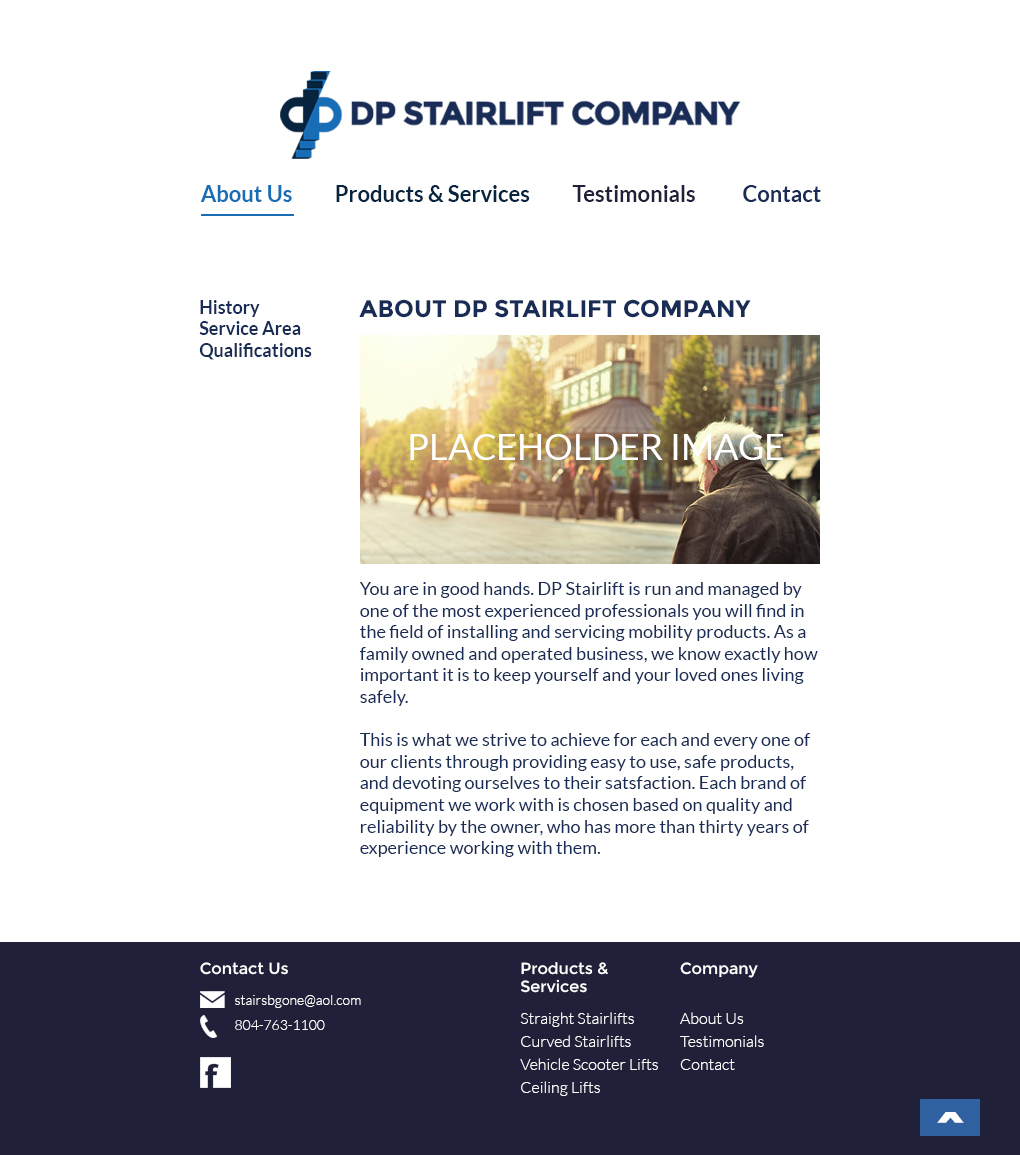 DP STAIRLIFT COMPANY
About Us Products & Services Testimonials Contact
History
Service Area
Qualifications
ABOUT DP STAIRLIFT COMPANY
ISSEL
PLACEHOLDER IMAGE
You are in good hands. DP Stairlift is run and managed by
one of the most experienced professionals you will find in
the field of installing and servicing mobility products. As a
family owned and operated business, we know exactly how
important it is to keep yourself and your loved ones living
safely.
This is what we strive to achieve for each and every one of
our clients through providing easy to use, safe products,
and devoting ourselves to their satsfaction. Each brand of
equipment we work with is chosen based on quality and
reliability by the owner, who has more than thirty years of
experience working with them.
Contact Us
stairsbgone@aol.com
804-763-1100
Products &
Services
Straight Stairlifts
Curved Stairlifts
Vehicle Scooter Lifts
Ceiling Lifts
Company
About Us
Testimonials
Contact